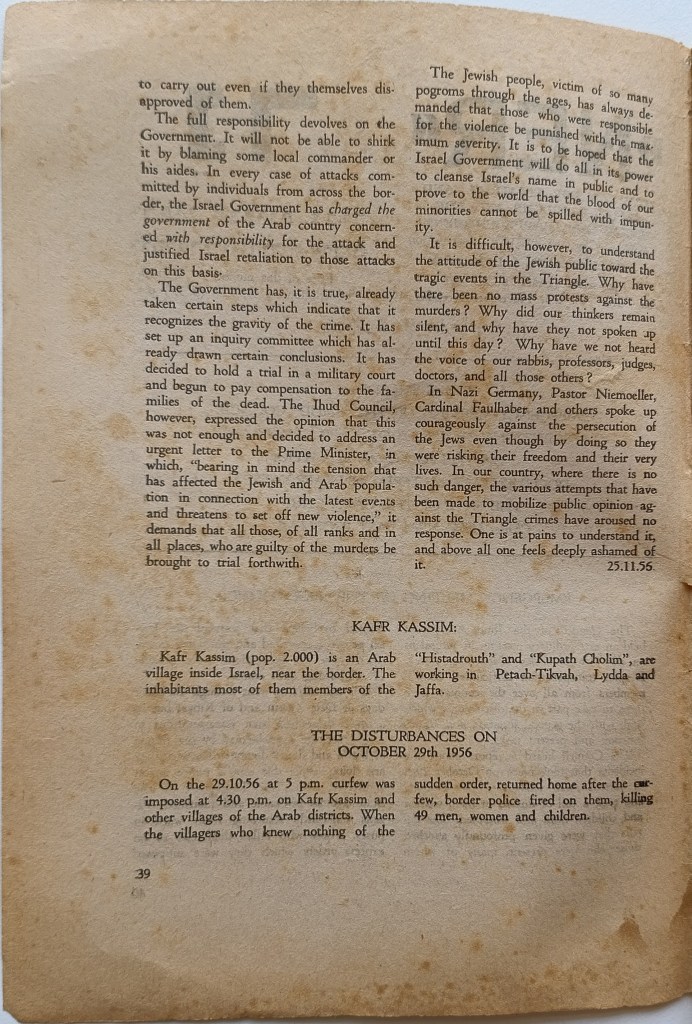 to carry out even if they themselves dis-
approved of them.
The full responsibility devolves on the
Government. It will not be able to shirk
it by blaming some local commander or
his aides. In every case of attacks com-
mitted by individuals from across the bor-
der, the Israel Government has charged the
government of the Arab country concern-
ed with responsibility for the attack and
justified Israel retaliation to those attacks
on this basis.
The Government has, it is true, already
taken certain steps which indicate that it
recognizes the gravity of the crime. It has
set up an inquiry committee which has al-
ready drawn certain conclusions. It has
decided to hold a trial in a military court
and begun to pay compensation to the fa-
milies of the dead. The Ihud Council,
however, expressed the opinion that this
was not enough and decided to address an
urgent letter to the Prime Minister, in
which, "bearing in mind the tension that
has affected the Jewish and Arab popula-
tion in connection with the latest events
and threatens to set off new violence," it
demands that all those, of all ranks and in
all places, who are guilty of the murders be
brought to trial forthwith.
The Jewish people, victim of so many
pogroms through the ages, has always de-
manded that those who were responsible
for the violence be punished with the max-
imum severity. It is to be hoped that the
Israel Government will do all in its power
to cleanse Israel's name in public and to
prove to the world that the blood of our
minorities cannot be spilled with impun-
ity.
It is difficult, however, to understand
the attitude of the Jewish public toward the
tragic events in the Triangle. Why have
there been no mass protests against the
murders? Why did our thinkers remain
silent, and why have they not spoken up
until this day? Why have we not heard
the voice of our rabbis, professors, judges,
doctors, and all those others?
In Nazi Germany, Pastor Niemoeller,
Cardinal Faulhaber and others spoke up
courageously against the persecution of
the Jews even though by doing so they
were risking their freedom and their very
lives. In our country, where there is no
such danger, the various attempts that have
been made to mobilize public opinion ag-
ainst the Triangle crimes have aroused no
response. One is at pains to understand it,
and above all one feels deeply ashamed of
it. 25.11.56
KAFR KASSIM:
Kafr Kassim (pop. 2.000) is an Arab
village inside Israel, near the border. The
inhabitants most of them members of the
"Histadrouth" and "Kupath Cholim", are
working in Petach-Tikvah, Lydda and
Jaffa.
THE DISTURBANCES ON
OCTOBER 29th 1956
On the 29.10.56 at 5 p.m. curfew was
imposed at 4.30 p.m. on Kafr Kassim and
other villages of the Arab districts. When
the villagers who knew nothing of the
sudden order, returned home after the cur-
few, border police fired on them, killing
49 men, women and children.
39